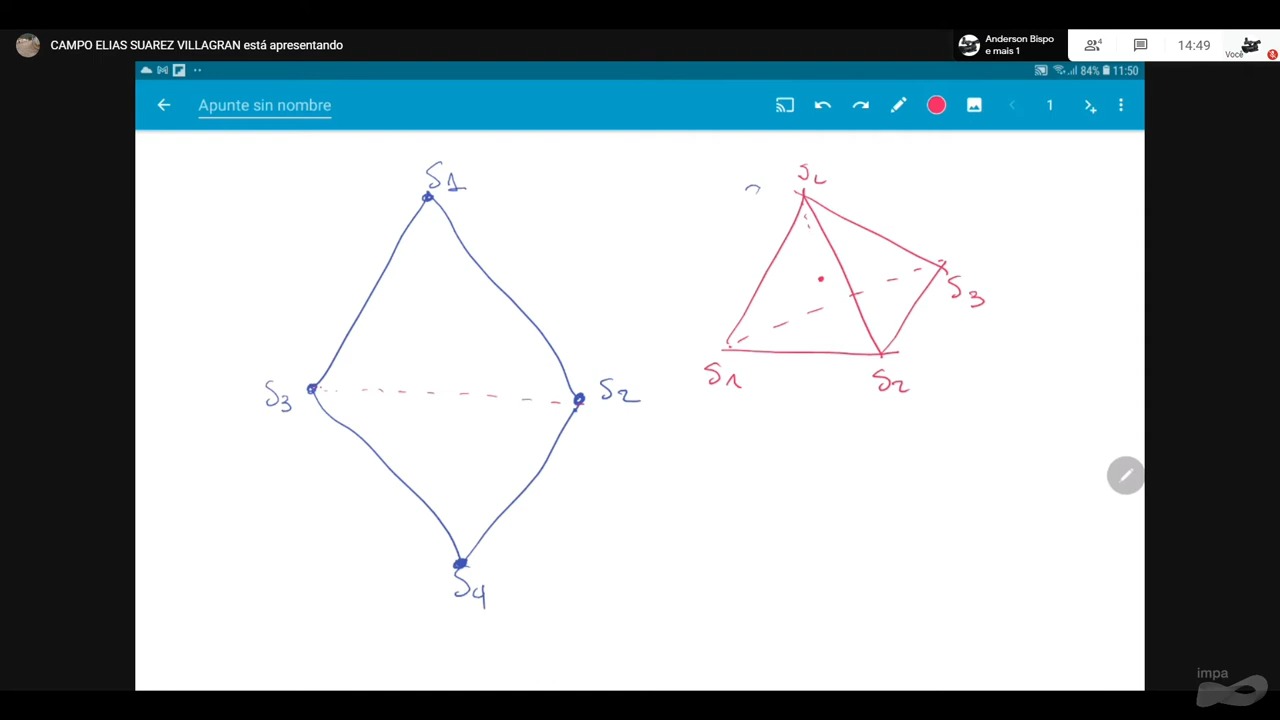 CAMPO ELIAS SUAREZ VILLAGRAN está apresentando
Anderson Bispo
e mais 1
4
14:49
Você
84% 11:50
Apunte sin nombre
1
S1
S3
S2
S4
S1
S2
S3
impa